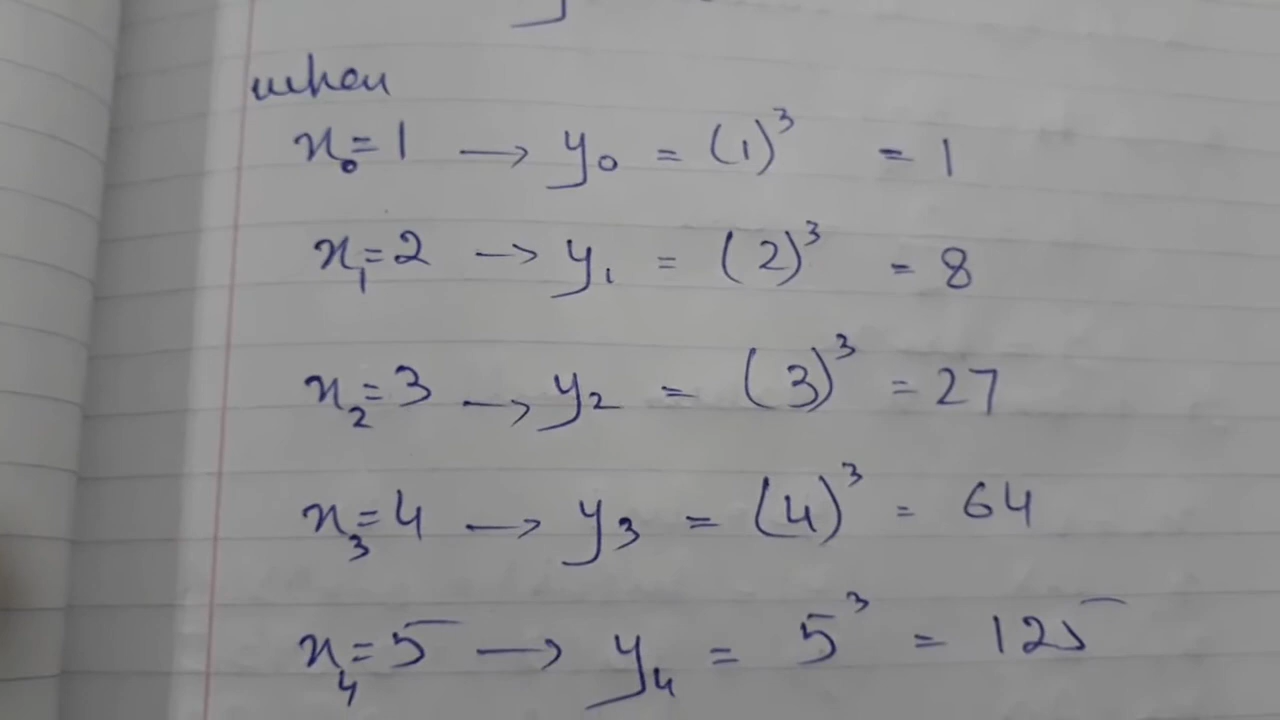 when
x₀ = 1 → y₀ = (1)³ = 1
x₁ = 2 → y₁ = (2)³ = 8
x₂ = 3 → y₂ = (3)³ = 27
x₃ = 4 → y₃ = (4)³ = 64
x₄ = 5 → y₄ = 5³ = 125